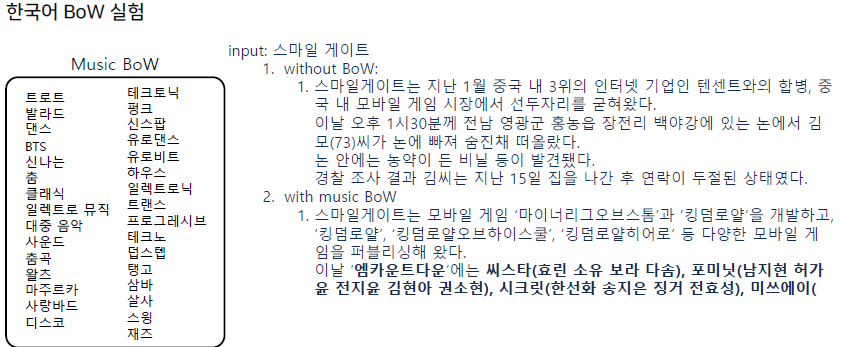 한국어 BoW 실험
Music BoW
트로트
발라드
댄스
BTS
신나는
춤
클래식
일렉트로 뮤직
대중 음악
사운드
춤곡
왈츠
마주르카
사랑바드
디스코
테크토닉
펑크
신스팝
유로댄스
유로비트
하우스
일렉트로닉
트랜스
프로그레시브
테크노
덥스텝
탱고
삼바
살사
스윙
재즈
input: 스마일 게이트
1. without BoW:
1. 스마일게이트는 지난 1월 중국 내 3위의 인터넷 기업인 텐센트와의 합병, 중
국 내 모바일 게임 시장에서 선두자리를 굳혀왔다.
이날 오후 1시30분께 전남 영광군 홍농읍 장전리 백야강에 있는 논에서 김
모(73)씨가 논에 빠져 숨진채 떠올랐다.
논 안에는 농약이 든 비닐 등이 발견됐다.
경찰 조사 결과 김씨는 지난 15일 집을 나간 후 연락이 두절된 상태였다.
2. with music BoW
1. 스마일게이트는 모바일 게임 ‘마이너리그오브스톰’과 ‘킹덤로얄’을 개발하고,
‘킹덤로얄’, ‘킹덤로얄오브하이스쿨’, ‘킹덤로얄히어로’ 등 다양한 모바일 게
임을 퍼블리싱해 왔다.
이날 ‘엠카운트다운’에는 씨스타(효린 소유 보라 다솜), 포미닛(남지현 허가
윤 전지윤 김현아 권소현), 시크릿(한선화 송지은 징거 전효성), 미쓰에이(